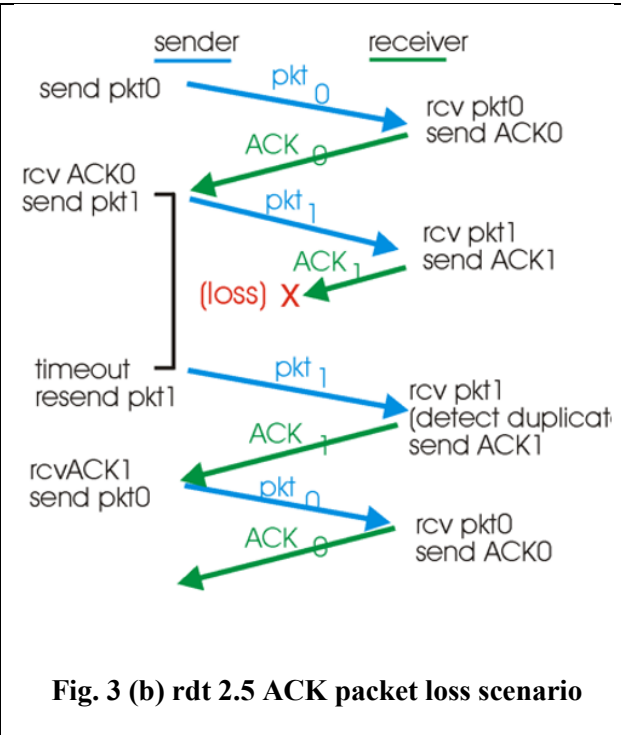 sender
receiver
send pkt0
pkt 0
rcv pkt0
send ACK0
ACK 0
rcv ACK0
send pkt1
pkt 1
rcv pkt1
send ACK1
ACK 1
(loss) X
timeout
resend pkt1
pkt 1
rcv pkt1
(detect duplicat
send ACK1
ACK 1
rcvACK1
send pkt0
pkt 0
rcv pkt0
send ACK0
ACK 0
Fig. 3 (b) rdt 2.5 ACK packet loss scenario